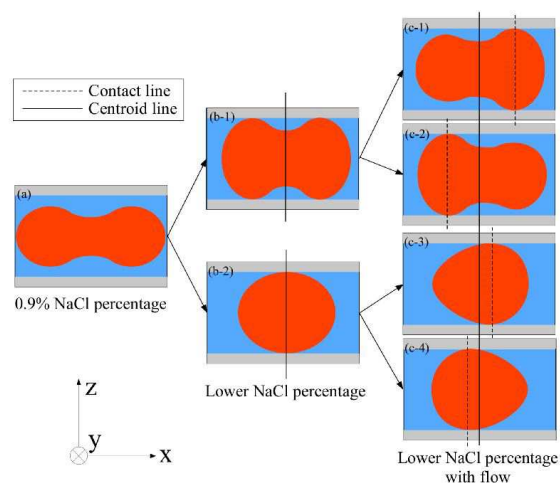 Contact line
Centroid line
(a)
0.9% NaCl percentage
(b-1)
(b-2)
Lower NaCl percentage
(c-1)
(c-2)
(c-3)
(c-4)
Lower NaCl percentage
with flow
z
y
x